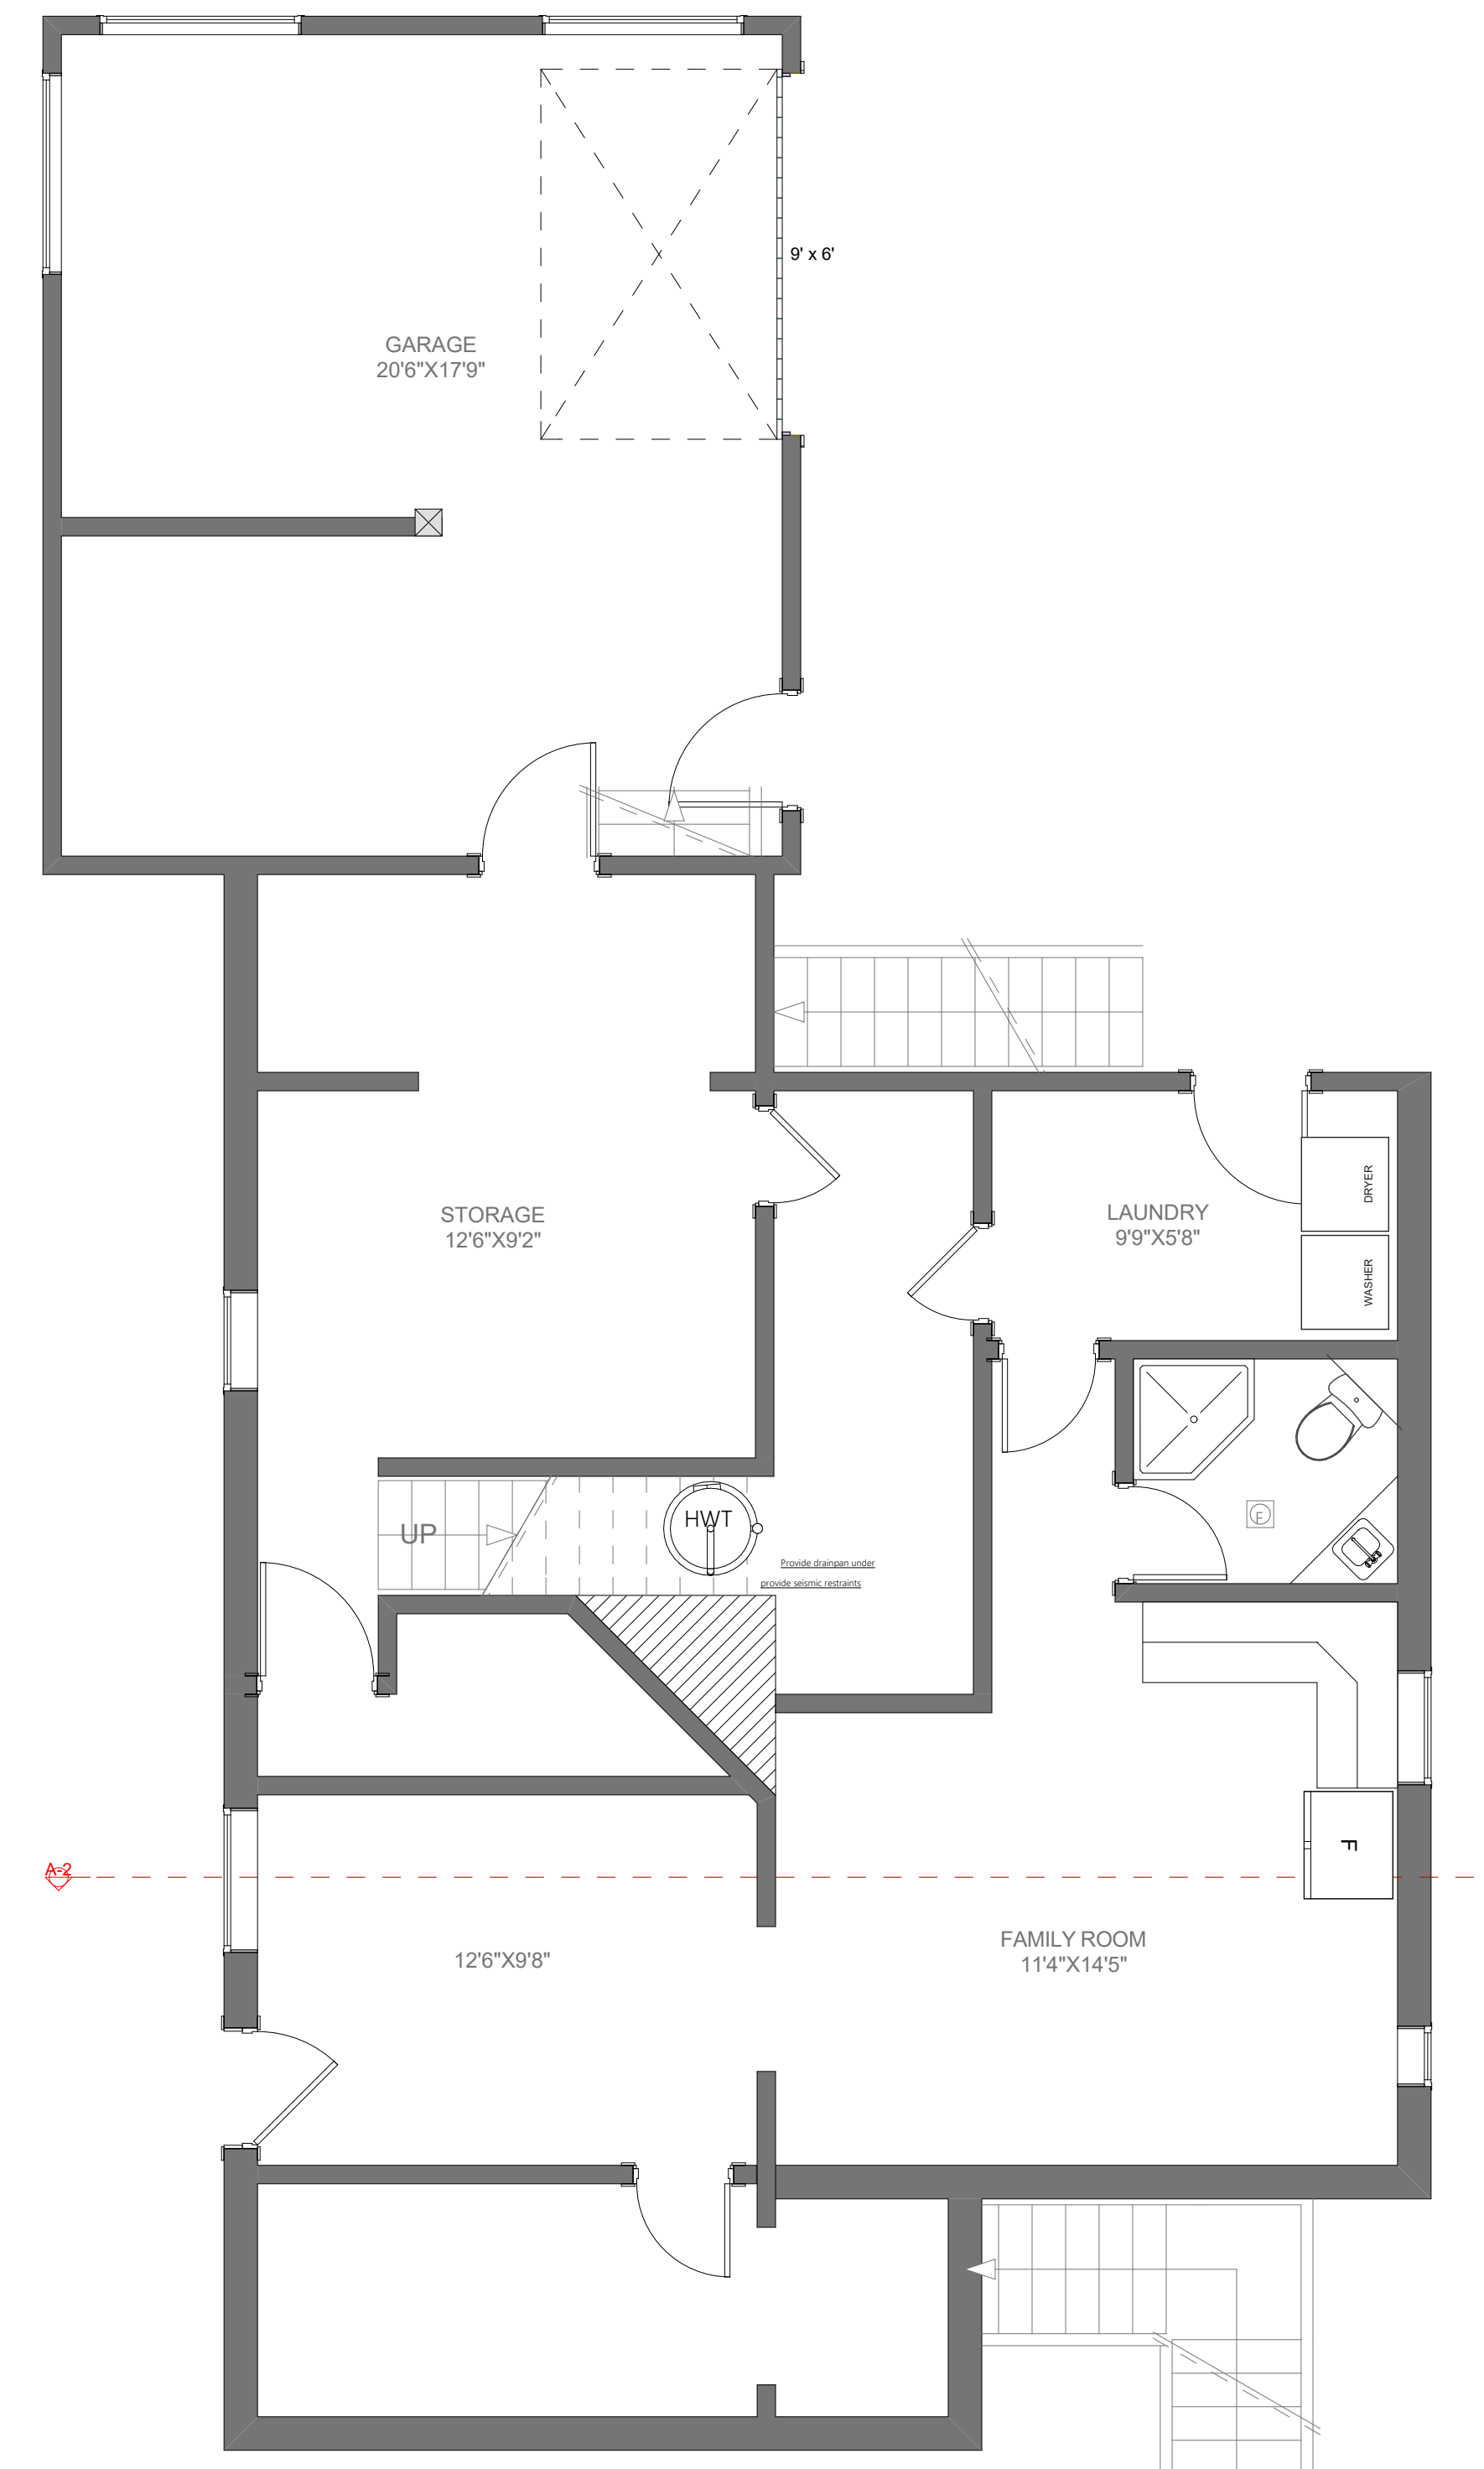 9' x 6'
GARAGE
20'6"X17'9"
DRYER
STORAGE
12'6"X9'2"
LAUNDRY
9'9"X5'8"
WASHER
HWT
UP
F
Provide drainpan under
provide seismic restraints
F
A-2
FAMILY ROOM
11'4"X14'5"
12'6"X9'8"